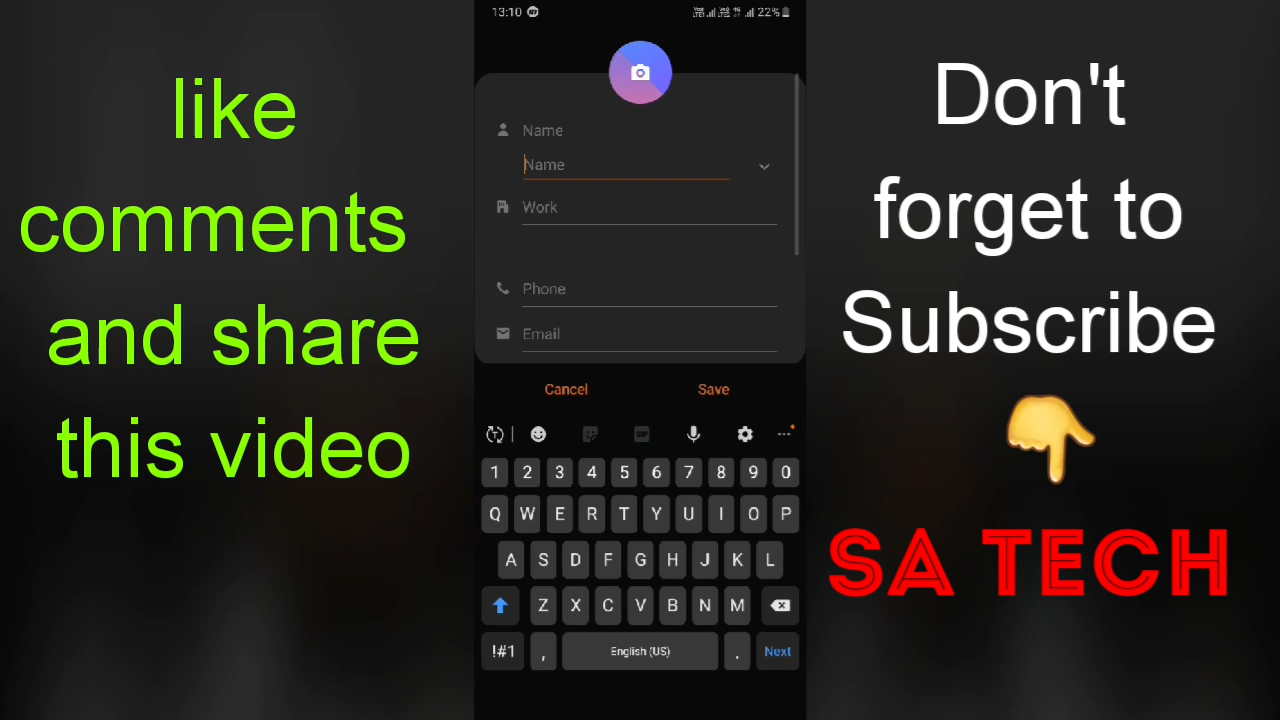 like
comments
and share
this video
13:10
22%
Name
Name
Work
Phone
Email
Cancel
Save
1 2 3 4 5 6 7 8 9 0
Q W E R T Y U I O P
A S D F G H J K L
Z X C V B N M
!#1 , English (US) . Next
Don't
forget to
Subscribe
SA TECH